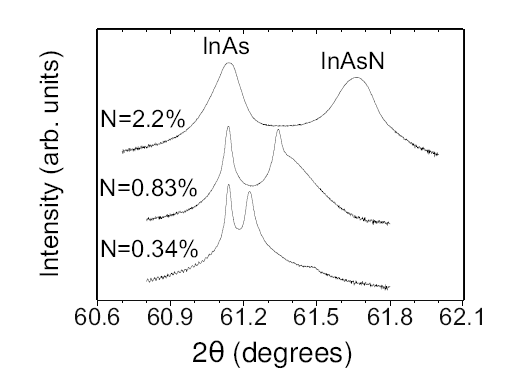 InAs
InAsN
N=2.2%
N=0.83%
N=0.34%
Intensity (arb. units)
60.6 60.9 61.2 61.5 61.8 62.1
2θ (degrees)